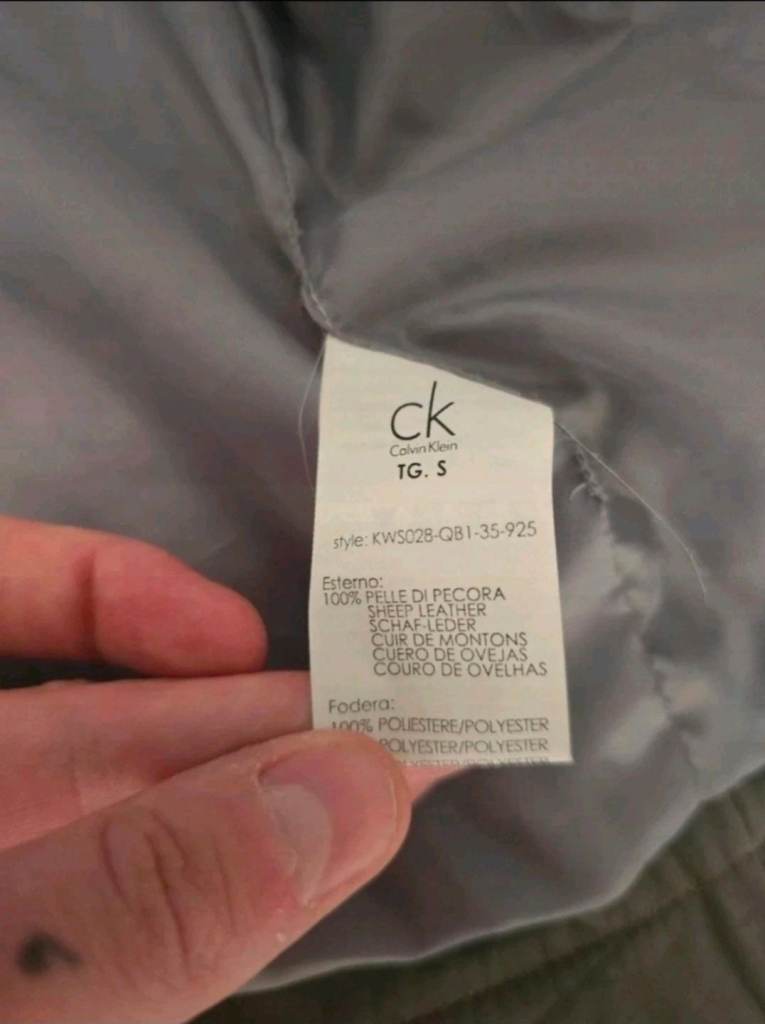 ck
Calvin Klein
TG. S
style: KWS028-QB1-35-925
Esterno:
100% PELLE DI PECORA
SHEEP LEATHER
SCHAF-LEDER
CUIR DE MONTONS
CUERO DE OVEJAS
COURO DE OVELHAS
Fodera:
100% POLIESTERE/POLYESTER
POLYESTER/POLYESTER